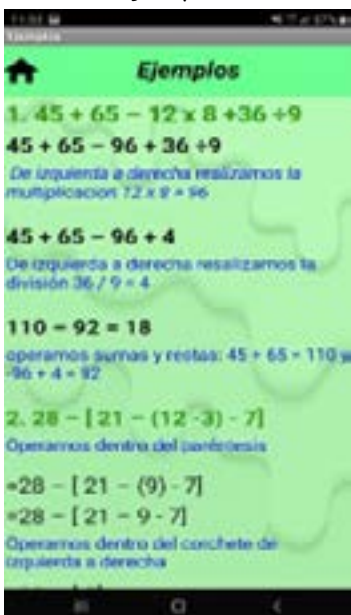 Ejemplos
Ejemplos
1. 45 + 65 – 12 x 8 +36 ÷9
45 + 65 – 96 + 36 ÷9
De izquierda a derecha realizamos la
multiplicacion 12 x 8 = 96
45 + 65 – 96 + 4
De izquierda a derecha resalizamos la
división 36 / 9 = 4
110 – 92 = 18
operamos sumas y restas: 45 + 65 = 110 y
-96 + 4 = 92
2. 28 – [ 21 – (12 -3) - 7]
Operamos dentro del paréntesis
=28 – [ 21 – (9) - 7]
=28 – [ 21 – 9 - 7]
Operamos dentro del corchete de
izquierda a derecha